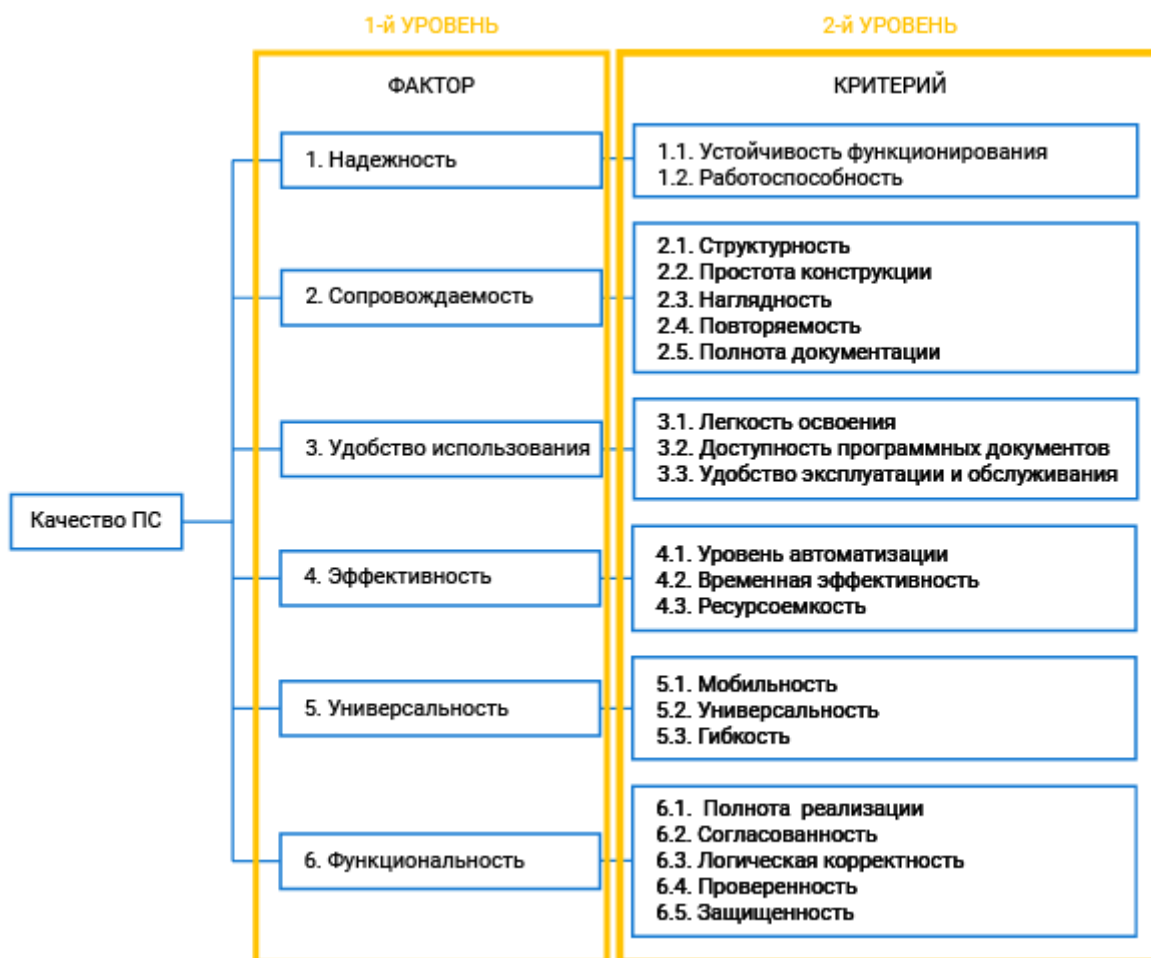 1-й УРОВЕНЬ
2-й УРОВЕНЬ
ФАКТОР
КРИТЕРИЙ
Качество ПС
1. Надежность
1.1. Устойчивость функционирования
1.2. Работоспособность
2. Сопровождаемость
2.1. Структурность
2.2. Простота конструкции
2.3. Наглядность
2.4. Повторяемость
2.5. Полнота документации
3. Удобство использования
3.1. Легкость освоения
3.2. Доступность программных документов
3.3. Удобство эксплуатации и обслуживания
4. Эффективность
4.1. Уровень автоматизации
4.2. Временная эффективность
4.3. Ресурсоемкость
5. Универсальность
5.1. Мобильность
5.2. Универсальность
5.3. Гибкость
6. Функциональность
6.1. Полнота реализации
6.2. Согласованность
6.3. Логическая корректность
6.4. Проверенность
6.5. Защищенность